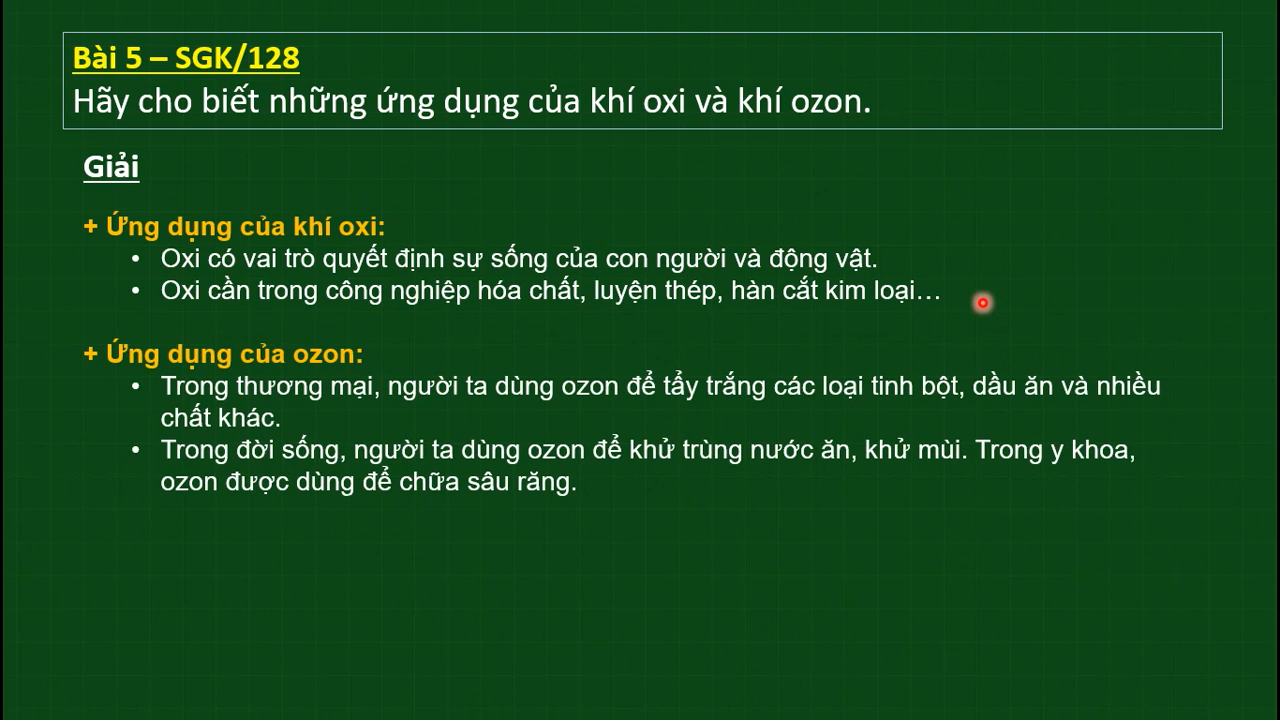 Bài 5 – SGK/128
Hãy cho biết những ứng dụng của khí oxi và khí ozon.
Giải
+ Ứng dụng của khí oxi:
• Oxi có vai trò quyết định sự sống của con người và động vật.
• Oxi cần trong công nghiệp hóa chất, luyện thép, hàn cắt kim loại…
+ Ứng dụng của ozon:
• Trong thương mại, người ta dùng ozon để tẩy trắng các loại tinh bột, dầu ăn và nhiều
chất khác.
• Trong đời sống, người ta dùng ozon để khử trùng nước ăn, khử mùi. Trong y khoa,
ozon được dùng để chữa sâu răng.